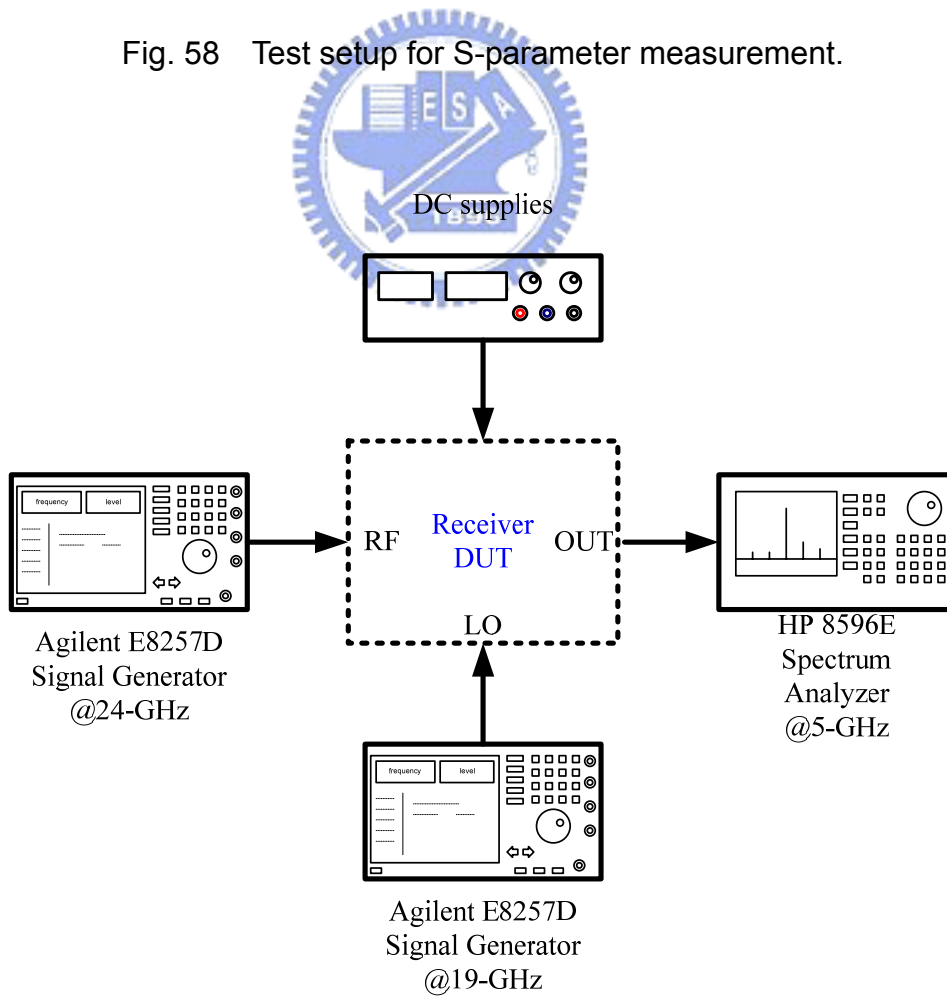 Fig. 58 Test setup for S-parameter measurement.
E S A
1896
DC supplies
frequency level
RF
Receiver
DUT
OUT
LO
Agilent E8257D
Signal Generator
@24-GHz
HP 8596E
Spectrum
Analyzer
@5-GHz
frequency level
Agilent E8257D
Signal Generator
@19-GHz